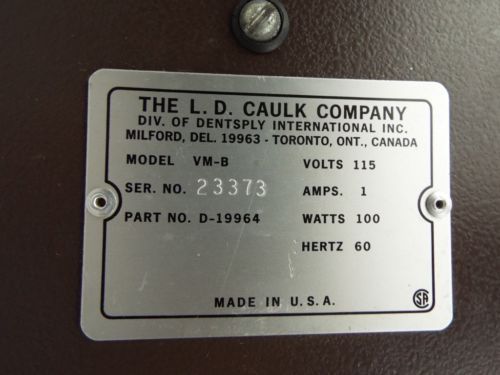 THE L. D. CAULK COMPANY
DIV. OF DENTSPLY INTERNATIONAL INC.
MILFORD, DEL. 19963 - TORONTO, ONT., CANADA
MODEL VM-B VOLTS 115
SER. NO. 23373 AMPS. 1
PART NO. D-19964 WATTS 100
HERTZ 60
MADE IN U.S.A.
SA